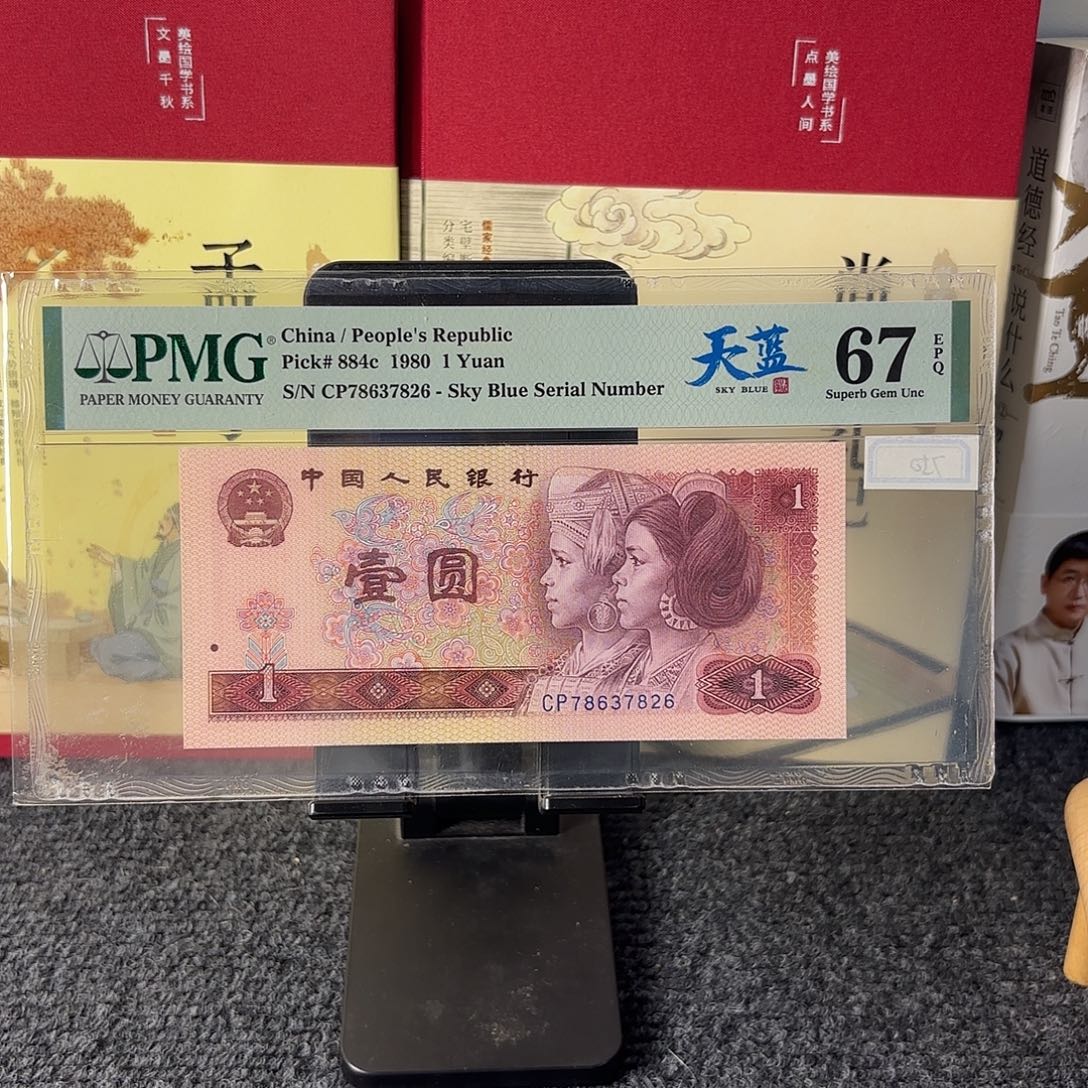 美绘国学书系
文墨千秋
美绘国学书系
点墨人间
道德经
说什么
Tao Te Ching
PMG®
PAPER MONEY GUARANTY
China / People's Republic
Pick# 884c 1980 1 Yuan
S/N CP78637826 - Sky Blue Serial Number
天蓝
SKY BLUE
67
EPQ
Superb Gem Unc
中国人民银行
1
壹圆
1
CP78637826
1